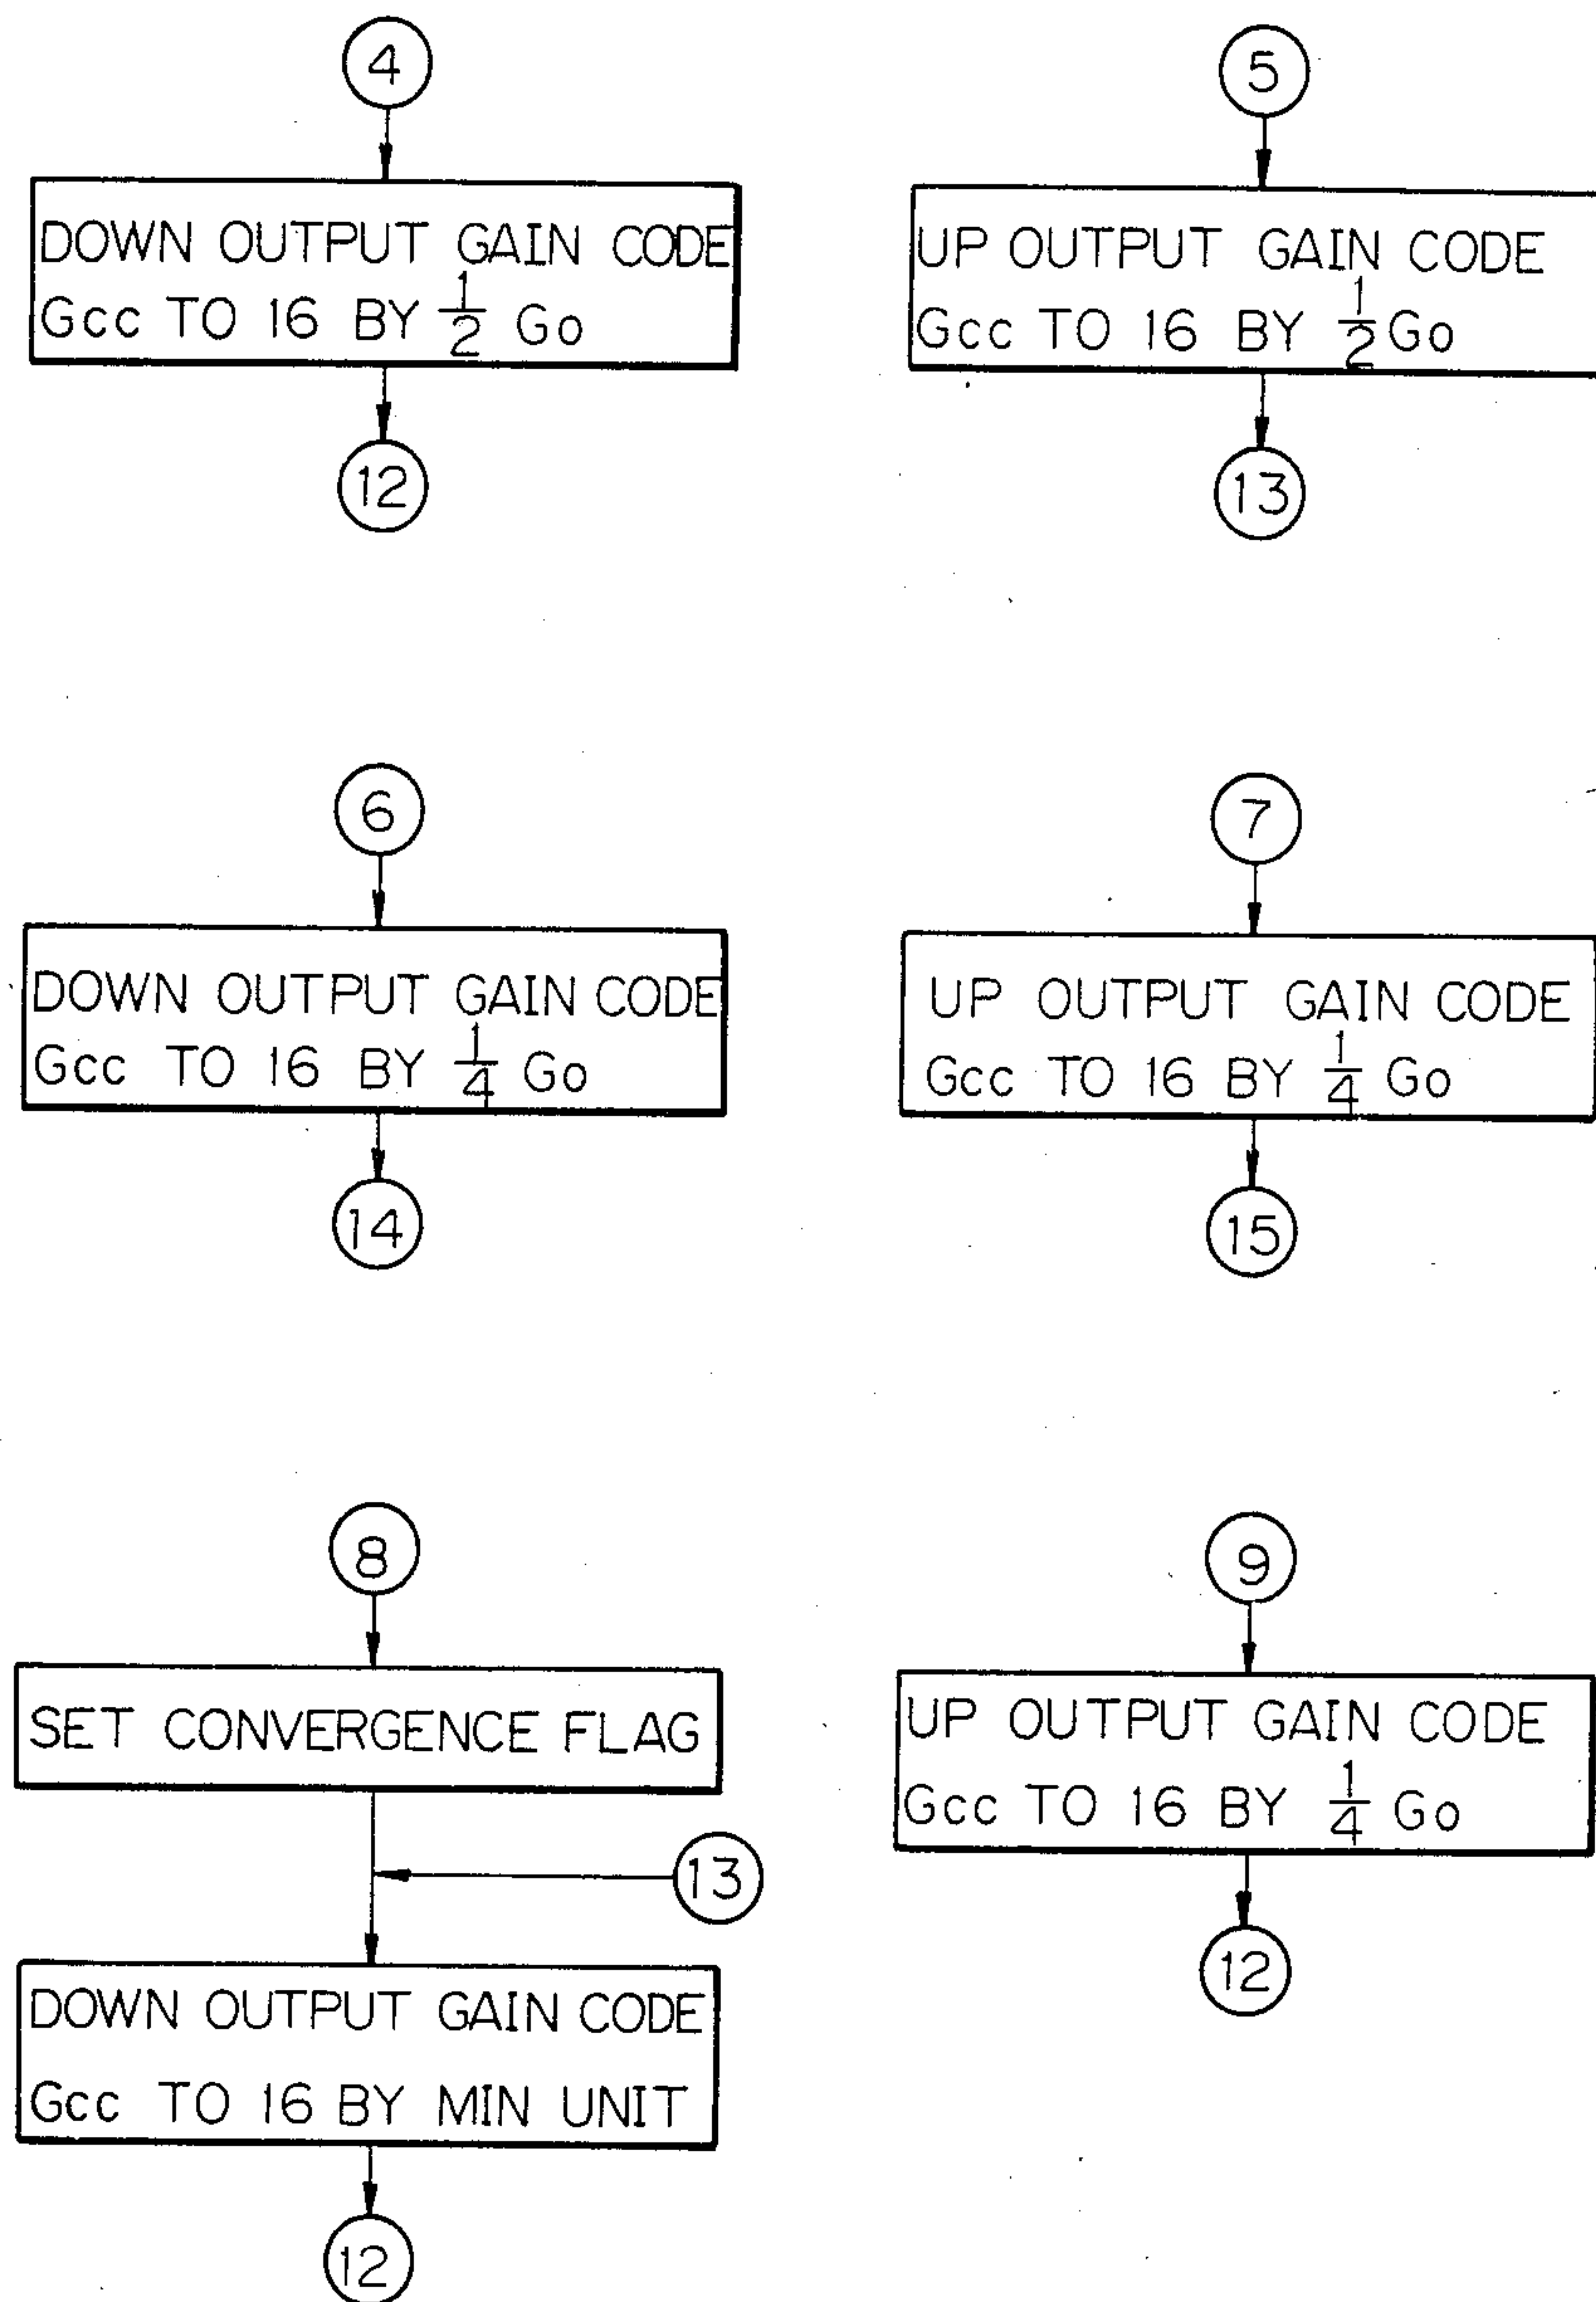 4
DOWN OUTPUT GAIN CODE
Gcc TO 16 BY 1/2 Go
12
5
UP OUTPUT GAIN CODE
Gcc TO 16 BY 1/2 Go
13
6
DOWN OUTPUT GAIN CODE
Gcc TO 16 BY 1/4 Go
14
7
UP OUTPUT GAIN CODE
Gcc TO 16 BY 1/4 Go
15
8
SET CONVERGENCE FLAG
13
DOWN OUTPUT GAIN CODE
Gcc TO 16 BY MIN UNIT
12
9
UP OUTPUT GAIN CODE
Gcc TO 16 BY 1/4 Go
12